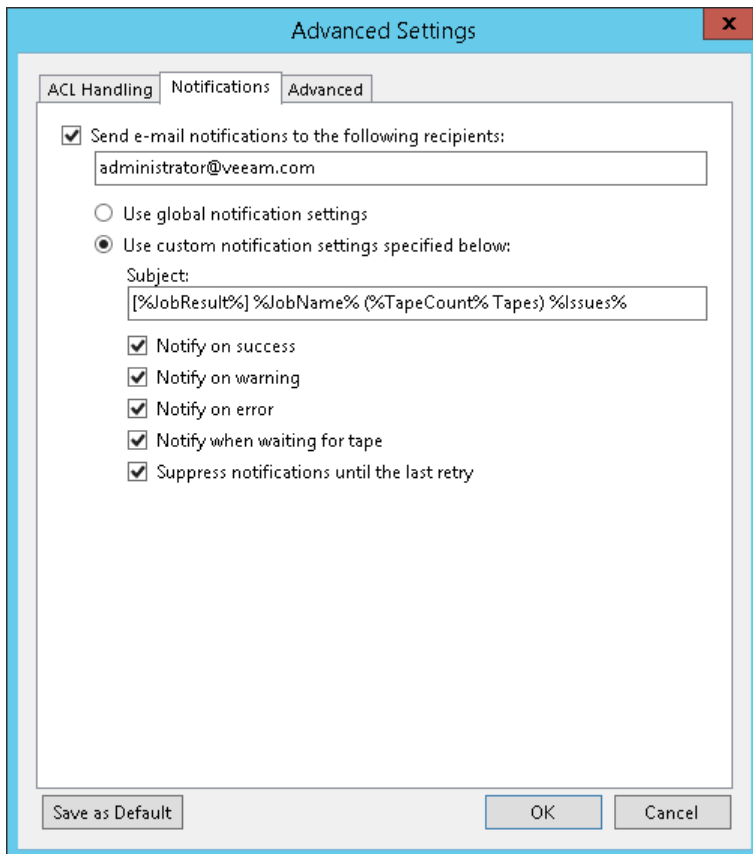 Advanced Settings
x
ACL Handling Notifications Advanced
Send e-mail notifications to the following recipients:
administrator@veeam.com
Use global notification settings
Use custom notification settings specified below:
Subject:
[%JobResult%] %JobName% (%TapeCount% Tapes) %Issues%
Notify on success
Notify on warning
Notify on error
Notify when waiting for tape
Suppress notifications until the last retry
Save as Default OK Cancel